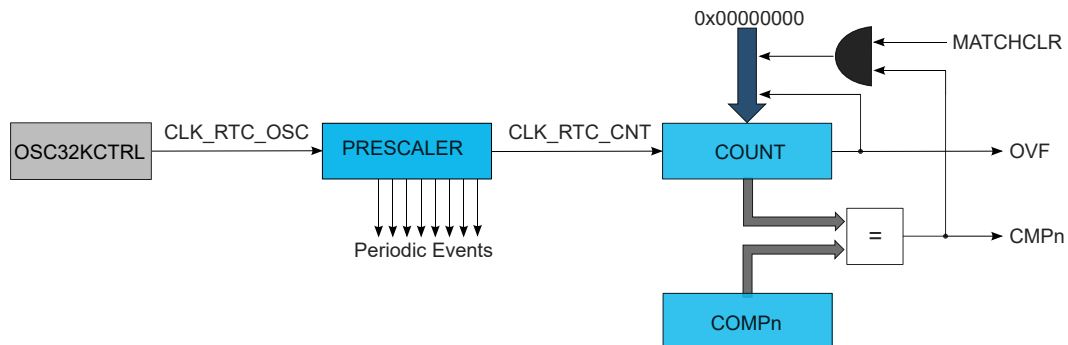 0x00000000
MATCHCLR
OSC32KCTRL
CLK_RTC_OSC
PRESCALER
CLK_RTC_CNT
COUNT
OVF
Periodic Events
=
CMPn
COMPn